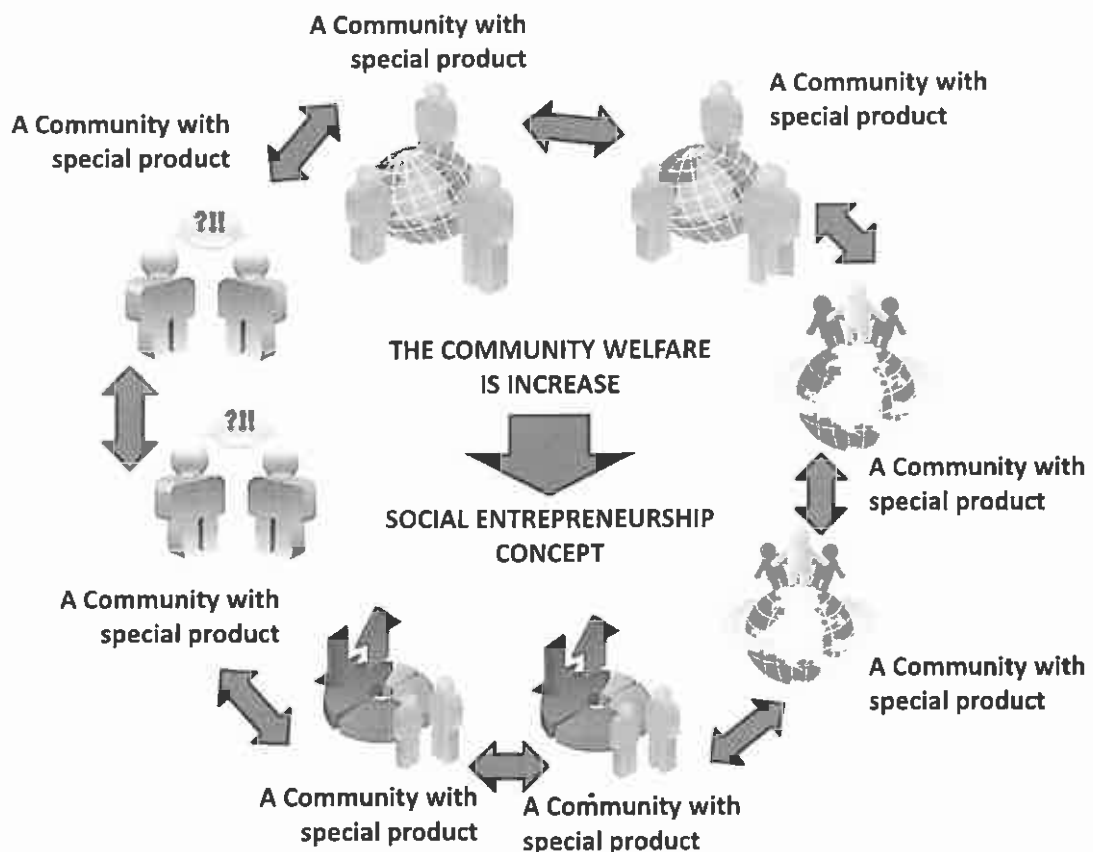 A Community with
special product
A Community with
special product
A Community with
special product
?!!
THE COMMUNITY WELFARE
IS INCREASE
?!!
A Community with
special product
SOCIAL ENTREPRENEURSHIP
CONCEPT
A Community with
special product
A Community with
special product
A Community with
special product
A Community with
special product